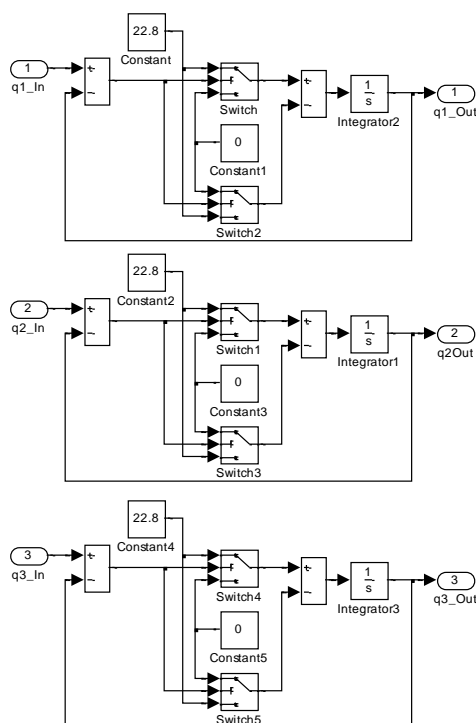 22.8
1
Constant
q1_In
Switch
1
s
1
Integrator2
q1_Out
0
Constant1
Switch2
22.8
2
Constant2
q2_In
Switch1
1
s
2
Integrator1
q2Out
0
Constant3
Switch3
22.8
3
Constant4
q3_In
Switch4
1
s
3
Integrator3
q3_Out
0
Constant5
Switch5